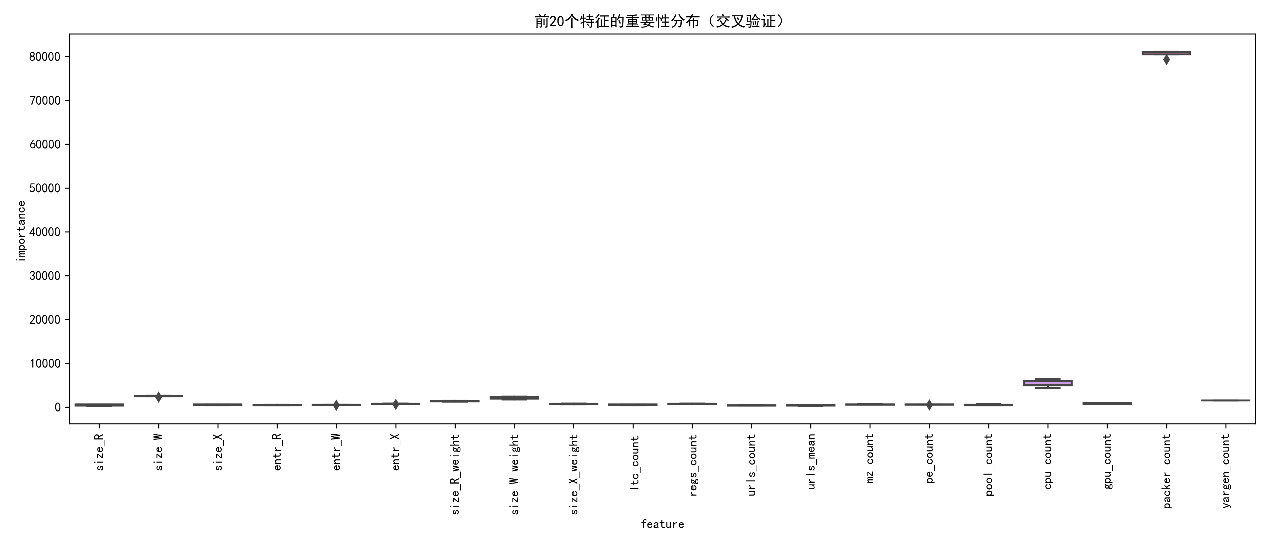 前20个特征的重要性分布（交叉验证）
importance
80000
70000
60000
50000
40000
30000
20000
10000
0
size_R
size_W
size_X
entr_R
entr_W
entr_X
size_R_weight
size_W_weight
size_X_weight
ltc_count
regs_count
urls_count
urls_mean
mz_count
pe_count
pool_count
cpu_count
gpu_count
packer_count
yargen_count
feature